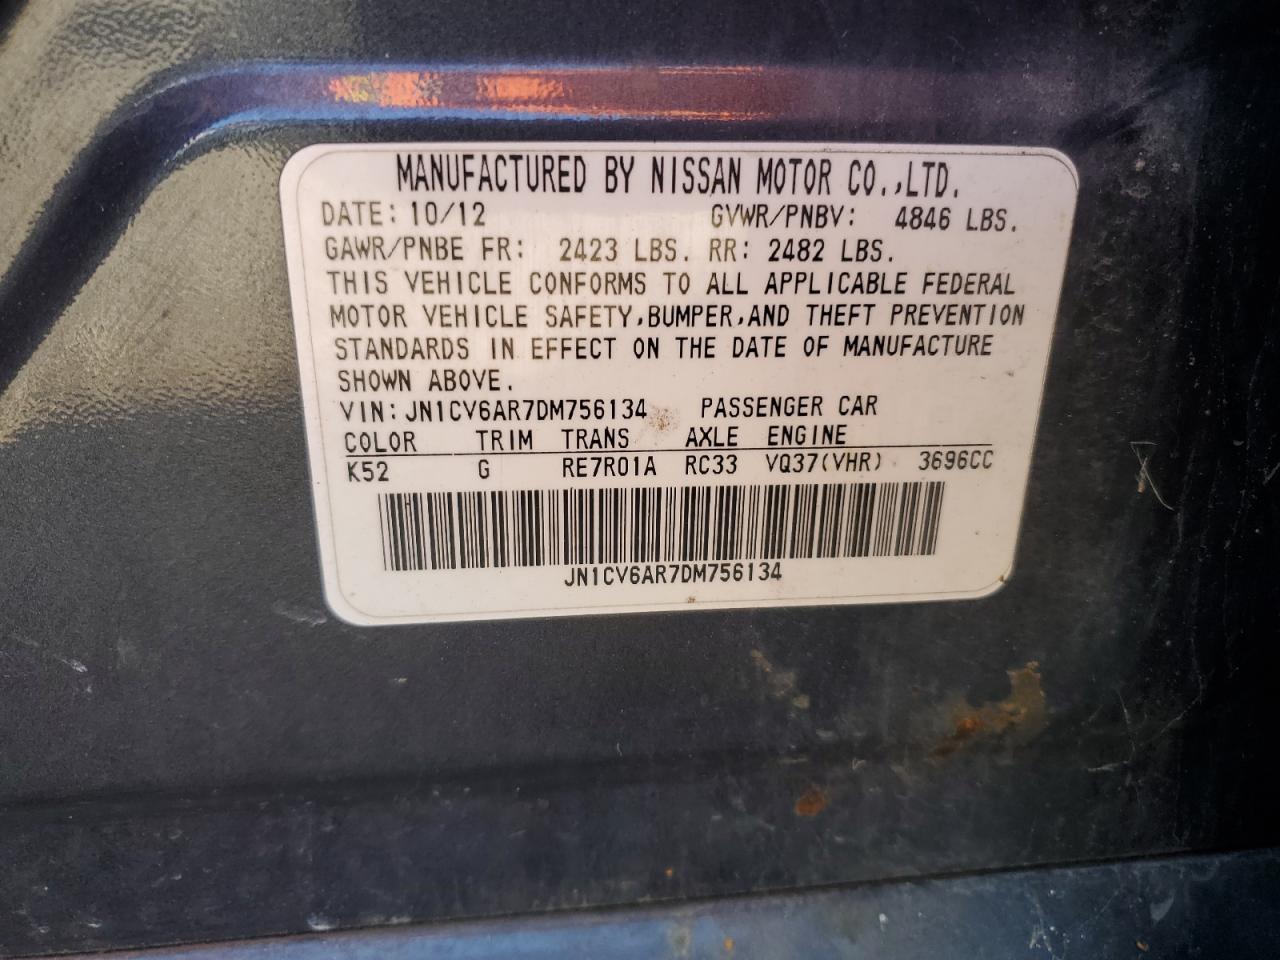 MANUFACTURED BY NISSAN MOTOR CO.,LTD.
DATE: 10/12 GVWR/PNBV: 4846 LBS.
GAWR/PNBE FR: 2423 LBS. RR: 2482 LBS.
THIS VEHICLE CONFORMS TO ALL APPLICABLE FEDERAL
MOTOR VEHICLE SAFETY,BUMPER,AND THEFT PREVENTION
STANDARDS IN EFFECT ON THE DATE OF MANUFACTURE
SHOWN ABOVE.
VIN: JN1CV6AR7DM756134 PASSENGER CAR
COLOR TRIM TRANS AXLE ENGINE
K52 G RE7R01A RC33 VQ37(VHR) 3696CC
JN1CV6AR7DM756134